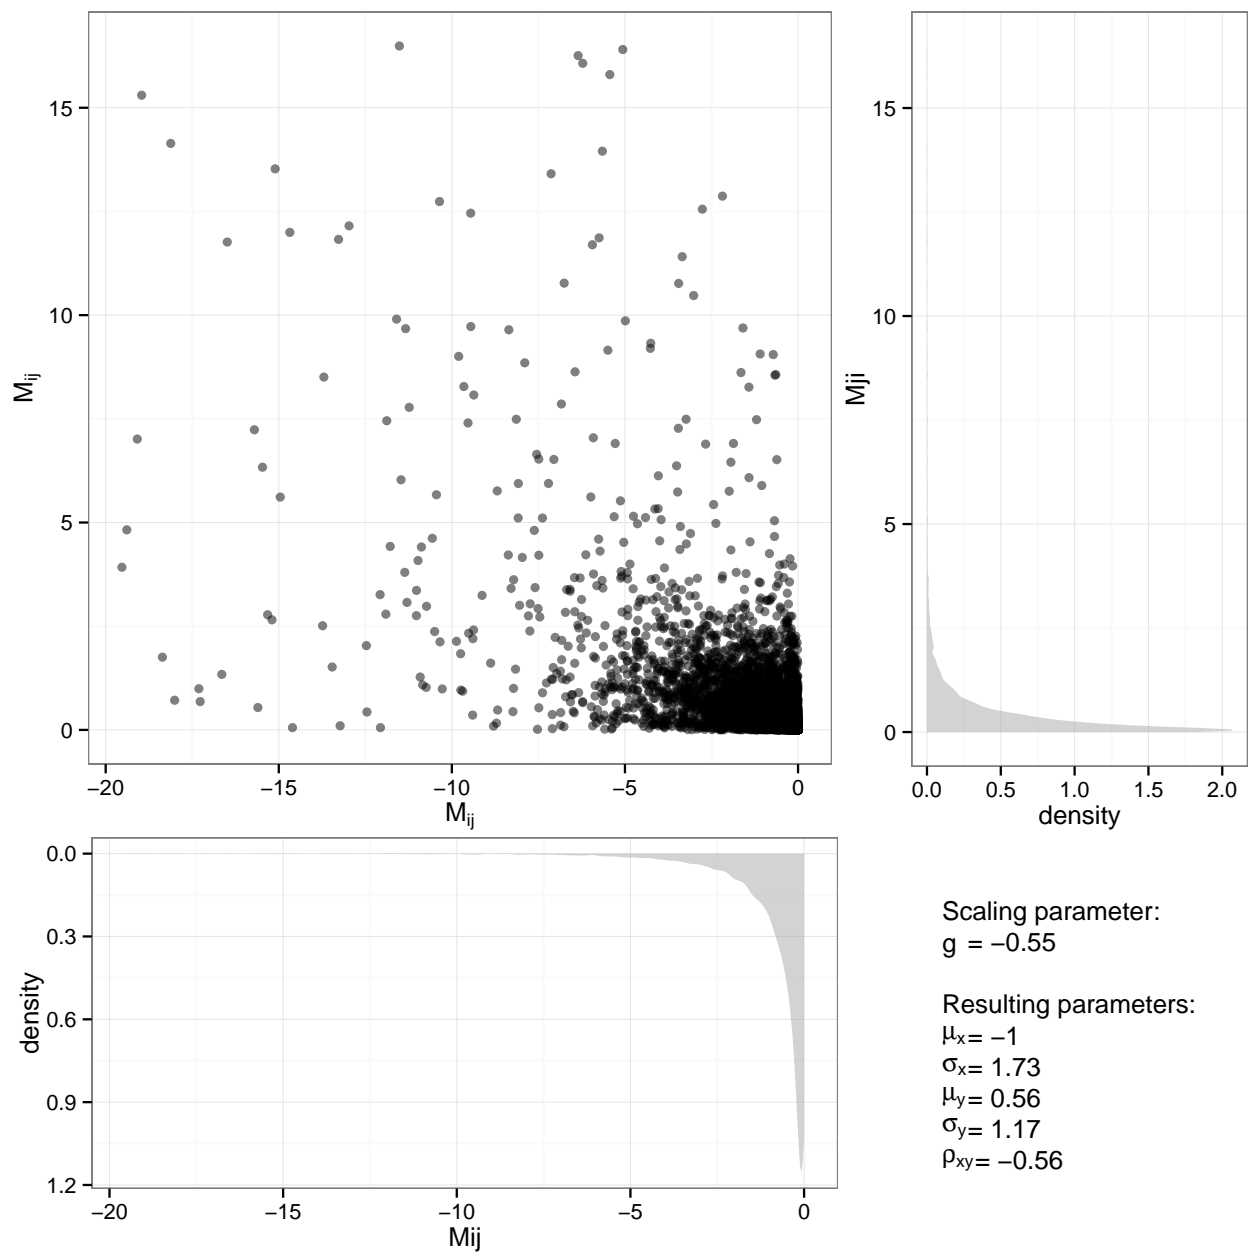 15
10
5
0
M_ij
−20 −15 −10 −5 0
M_ij
15
10
5
0
Mji
0.0 0.5 1.0 1.5 2.0
density
0.0
0.3
0.6
0.9
1.2
density
−20 −15 −10 −5 0
Mij
Scaling parameter:
g = −0.55
Resulting parameters:
μx= −1
σx= 1.73
μy= 0.56
σy= 1.17
ρxy= −0.56